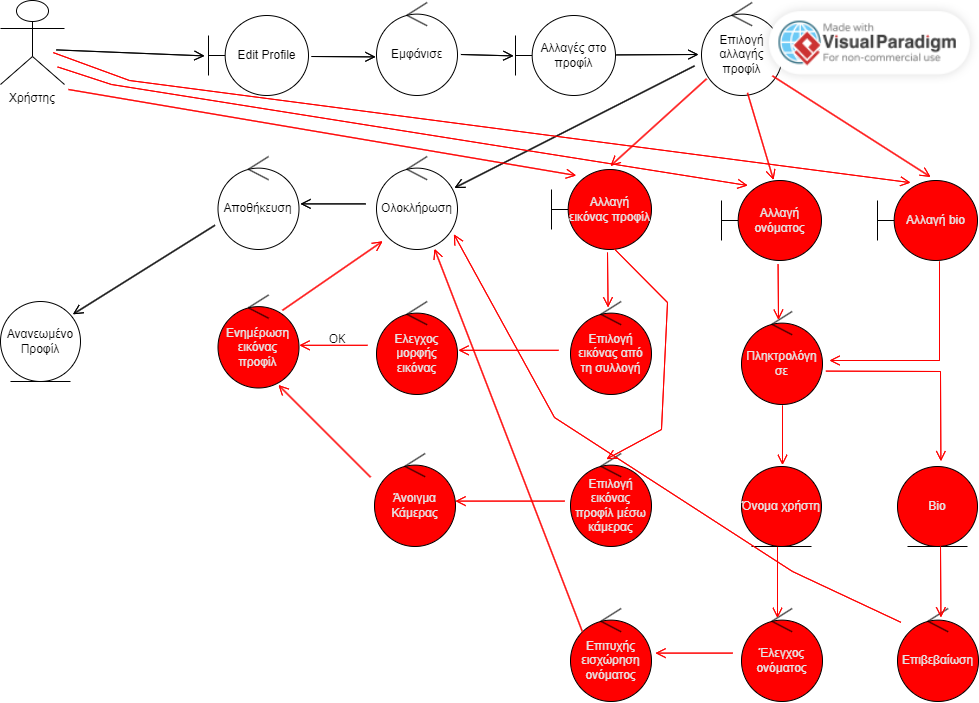 Made with
Visual Paradigm
For non-commercial use
Χρήστης
Edit Profile
Εμφάνισε
Αλλαγές στο
προφίλ
Επιλογή
αλλαγής
προφίλ
Αποθήκευση
Ολοκλήρωση
Αλλαγή
εικόνας προφίλ
Αλλαγή
ονόματος
Αλλαγή bio
Ανανεωμένο
Προφίλ
Ενημέρωση
εικόνας
προφίλ
OK
Ελεγχος
μορφής
εικόνας
Επιλογή
εικόνας από
τη συλλογή
Πληκτρολόγη
σε
Άνοιγμα
Κάμερας
Επιλογή
εικόνας
προφίλ μέσω
κάμερας
Όνομα χρήστη
Bio
Επιτυχής
εισχώρηση
ονόματος
Έλεγχος
ονόματος
Επιβεβαίωση